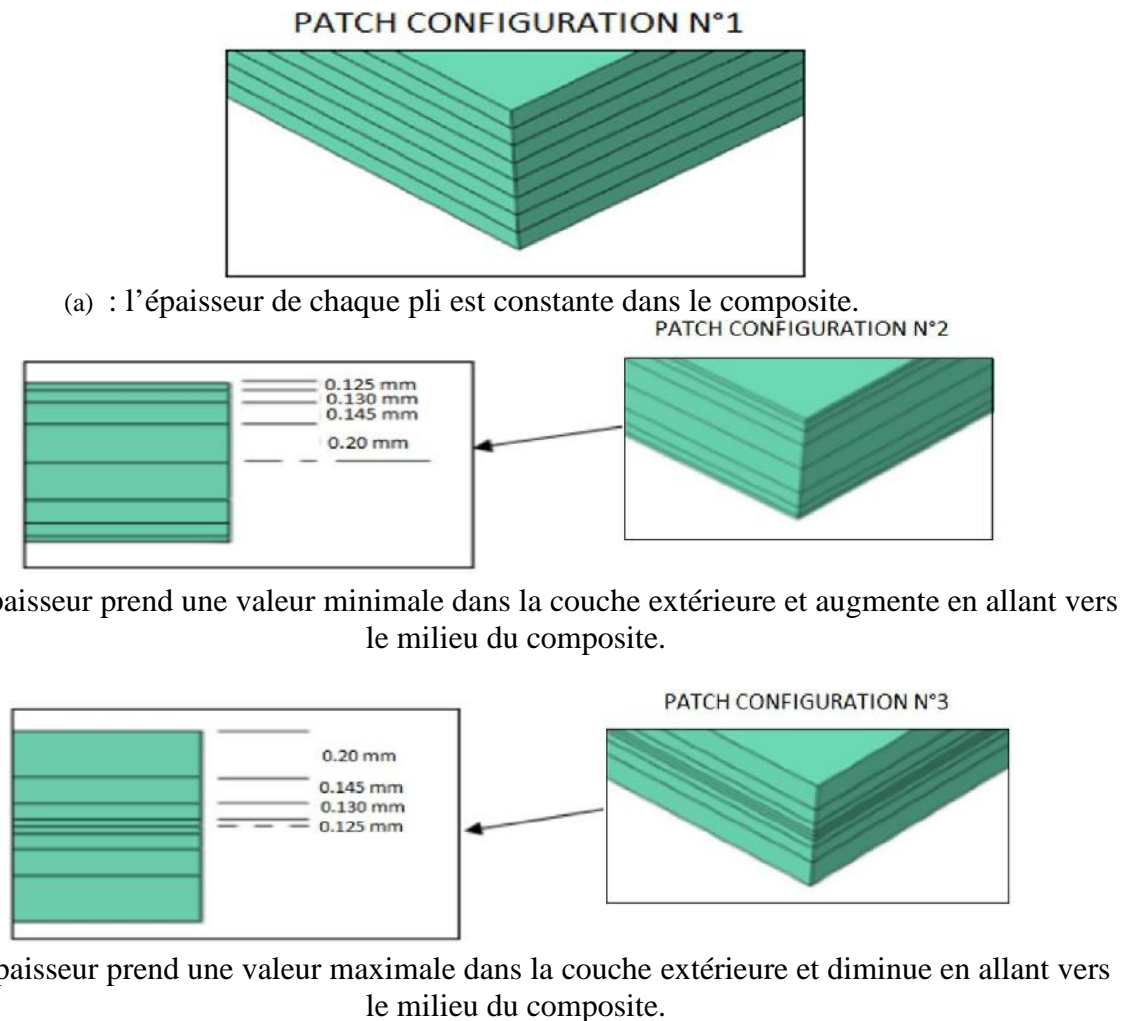 PATCH CONFIGURATION N°1
(a) : l’épaisseur de chaque pli est constante dans le composite.
PATCH CONFIGURATION N°2
0.125 mm
0.130 mm
0.145 mm
0.20 mm
paisseur prend une valeur minimale dans la couche extérieure et augmente en allant vers
le milieu du composite.
PATCH CONFIGURATION N°3
0.20 mm
0.145 mm
0.130 mm
0.125 mm
paisseur prend une valeur maximale dans la couche extérieure et diminue en allant vers
le milieu du composite.